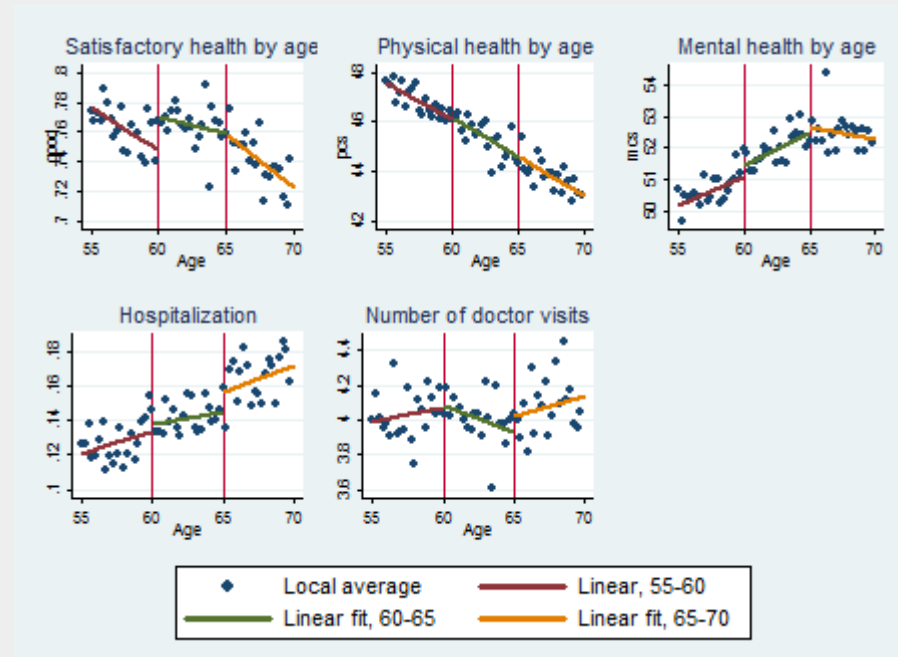 Satisfactory health by age
.8
.78
.76
.74
.72
.7
good
55 60 65 70
Age
Physical health by age
48
46
44
42
pcs
55 60 65 70
Age
Mental health by age
54
53
52
51
50
mcs
55 60 65 70
Age
Hospitalization
.18
.16
.14
.12
.1
55 60 65 70
Age
Number of doctor visits
4.4
4.2
4
3.8
3.6
55 60 65 70
Age
Local average
Linear, 55-60
Linear fit, 60-65
Linear fit, 65-70